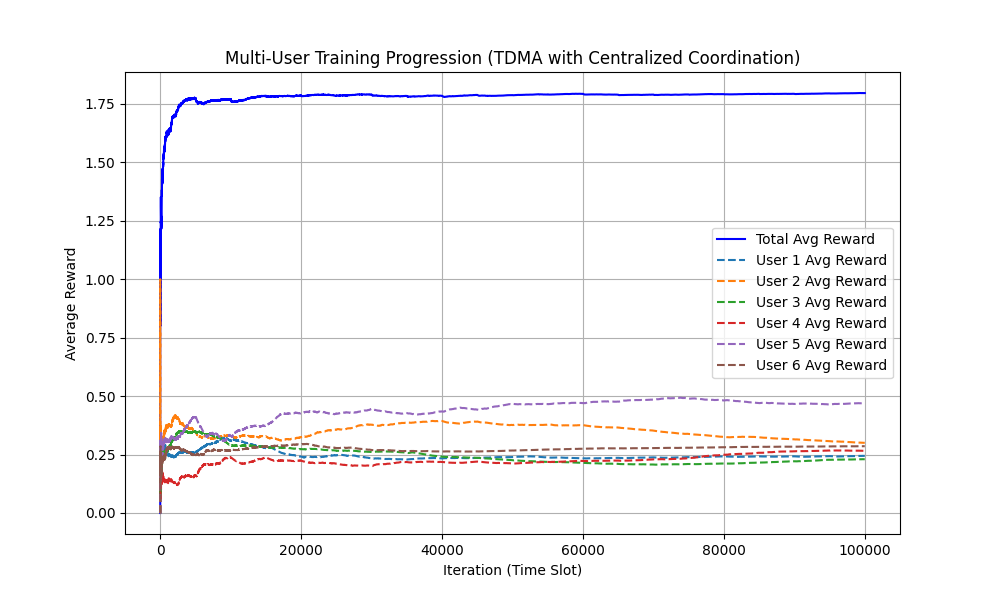 Multi-User Training Progression (TDMA with Centralized Coordination)
Average Reward
1.75
1.50
1.25
1.00
0.75
0.50
0.25
0.00
Total Avg Reward
User 1 Avg Reward
User 2 Avg Reward
User 3 Avg Reward
User 4 Avg Reward
User 5 Avg Reward
User 6 Avg Reward
0 20000 40000 60000 80000 100000
Iteration (Time Slot)